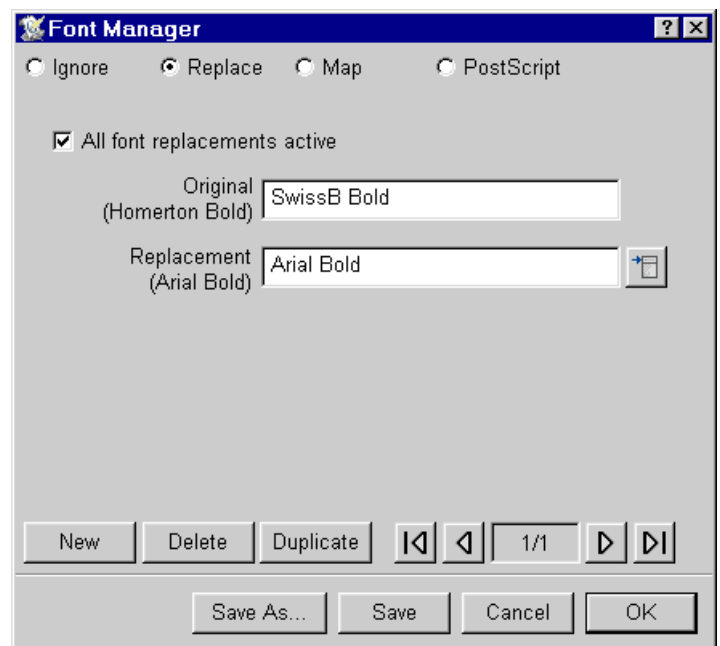 Font Manager
Ignore Replace Map PostScript
All font replacements active
Original
(Homerton Bold)
SwissB Bold
Replacement
(Arial Bold)
Arial Bold
New Delete Duplicate 1/1
Save As... Save Cancel OK